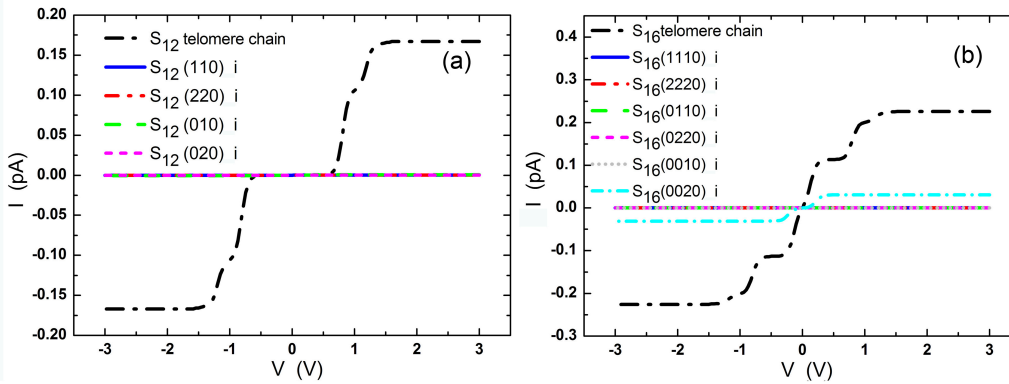 0.20
0.15
0.10
0.05
0.00
-0.05
-0.10
-0.15
-0.20
I (pA)
-3 -2 -1 0 1 2 3
V (V)
S12 telomere chain
S12 (110) i
S12 (220) i
S12 (010) i
S12 (020) i
(a)
0.4
0.3
0.2
0.1
0.0
-0.1
-0.2
-0.3
I (pA)
-3 -2 -1 0 1 2 3
V (V)
S16telomere chain
S16(1110) i
S16(2220) i
S16(0110) i
S16(0220) i
S16(0010) i
S16(0020) i
(b)